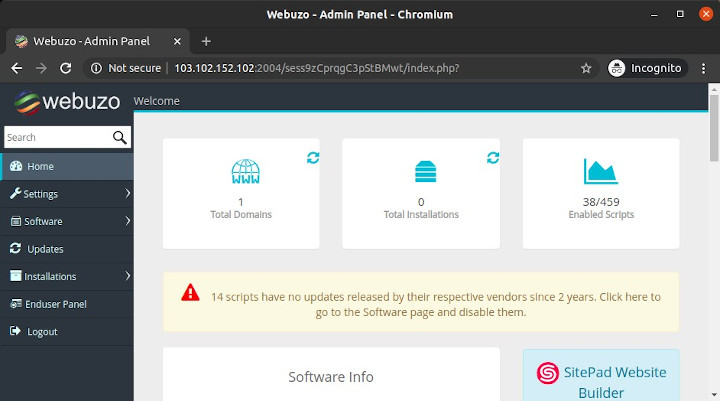 Webuzo - Admin Panel - Chromium
Webuzo - Admin Panel
Not secure
103.102.152.102:2004/sess9zCprqgC3pStBMwt/index.php?
Incognito
webuzo
Welcome
Search
Home
Settings
Software
Updates
Installations
Enduser Panel
Logout
WWW
1
Total Domains
0
Total Installations
38/459
Enabled Scripts
14 scripts have no updates released by their respective vendors since 2 years. Click here to
go to the Software page and disable them.
Software Info
SitePad Website
Builder